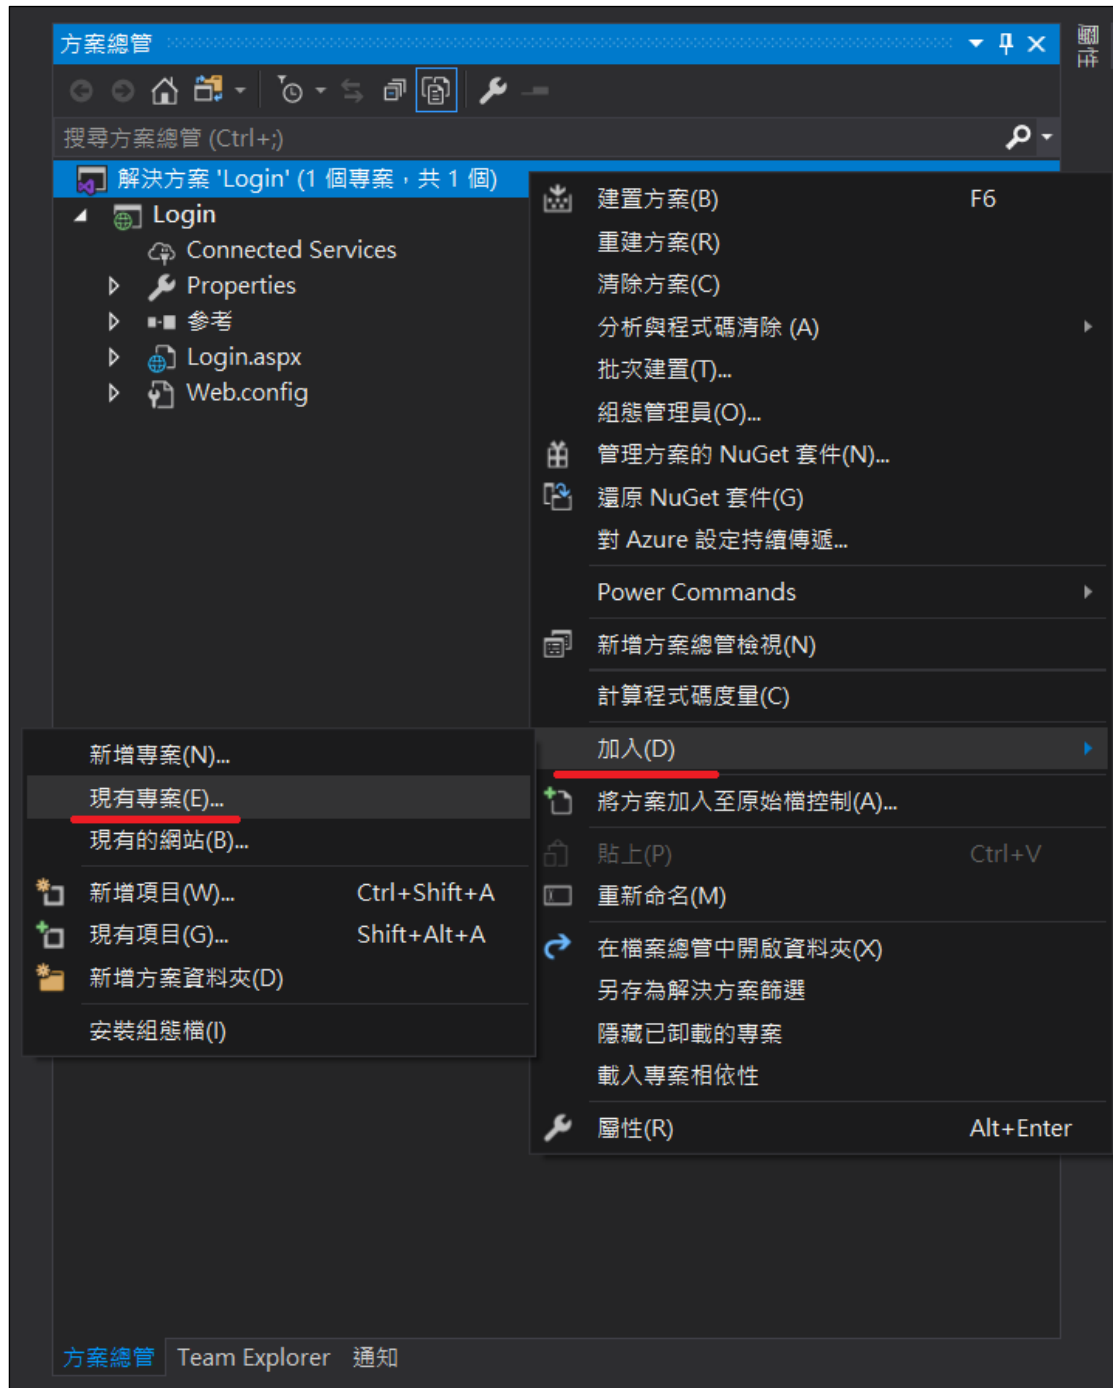 方案總管
屬性
搜尋方案總管 (Ctrl+;)
解決方案 'Login' (1 個專案，共 1 個)
Login
Connected Services
Properties
參考
Login.aspx
Web.config
建置方案(B) F6
重建方案(R)
清除方案(C)
分析與程式碼清除 (A)
批次建置(T)...
組態管理員(O)...
管理方案的 NuGet 套件(N)...
還原 NuGet 套件(G)
對 Azure 設定持續傳遞...
Power Commands
新增方案總管檢視(N)
計算程式碼度量(C)
加入(D)
將方案加入至原始檔控制(A)...
貼上(P) Ctrl+V
重新命名(M)
在檔案總管中開啟資料夾(X)
另存為解決方案篩選
隱藏已卸載的專案
載入專案相依性
屬性(R) Alt+Enter
新增專案(N)...
現有專案(E)...
現有的網站(B)...
新增項目(W)... Ctrl+Shift+A
現有項目(G)... Shift+Alt+A
新增方案資料夾(D)
安裝組態檔(I)
方案總管 Team Explorer 通知